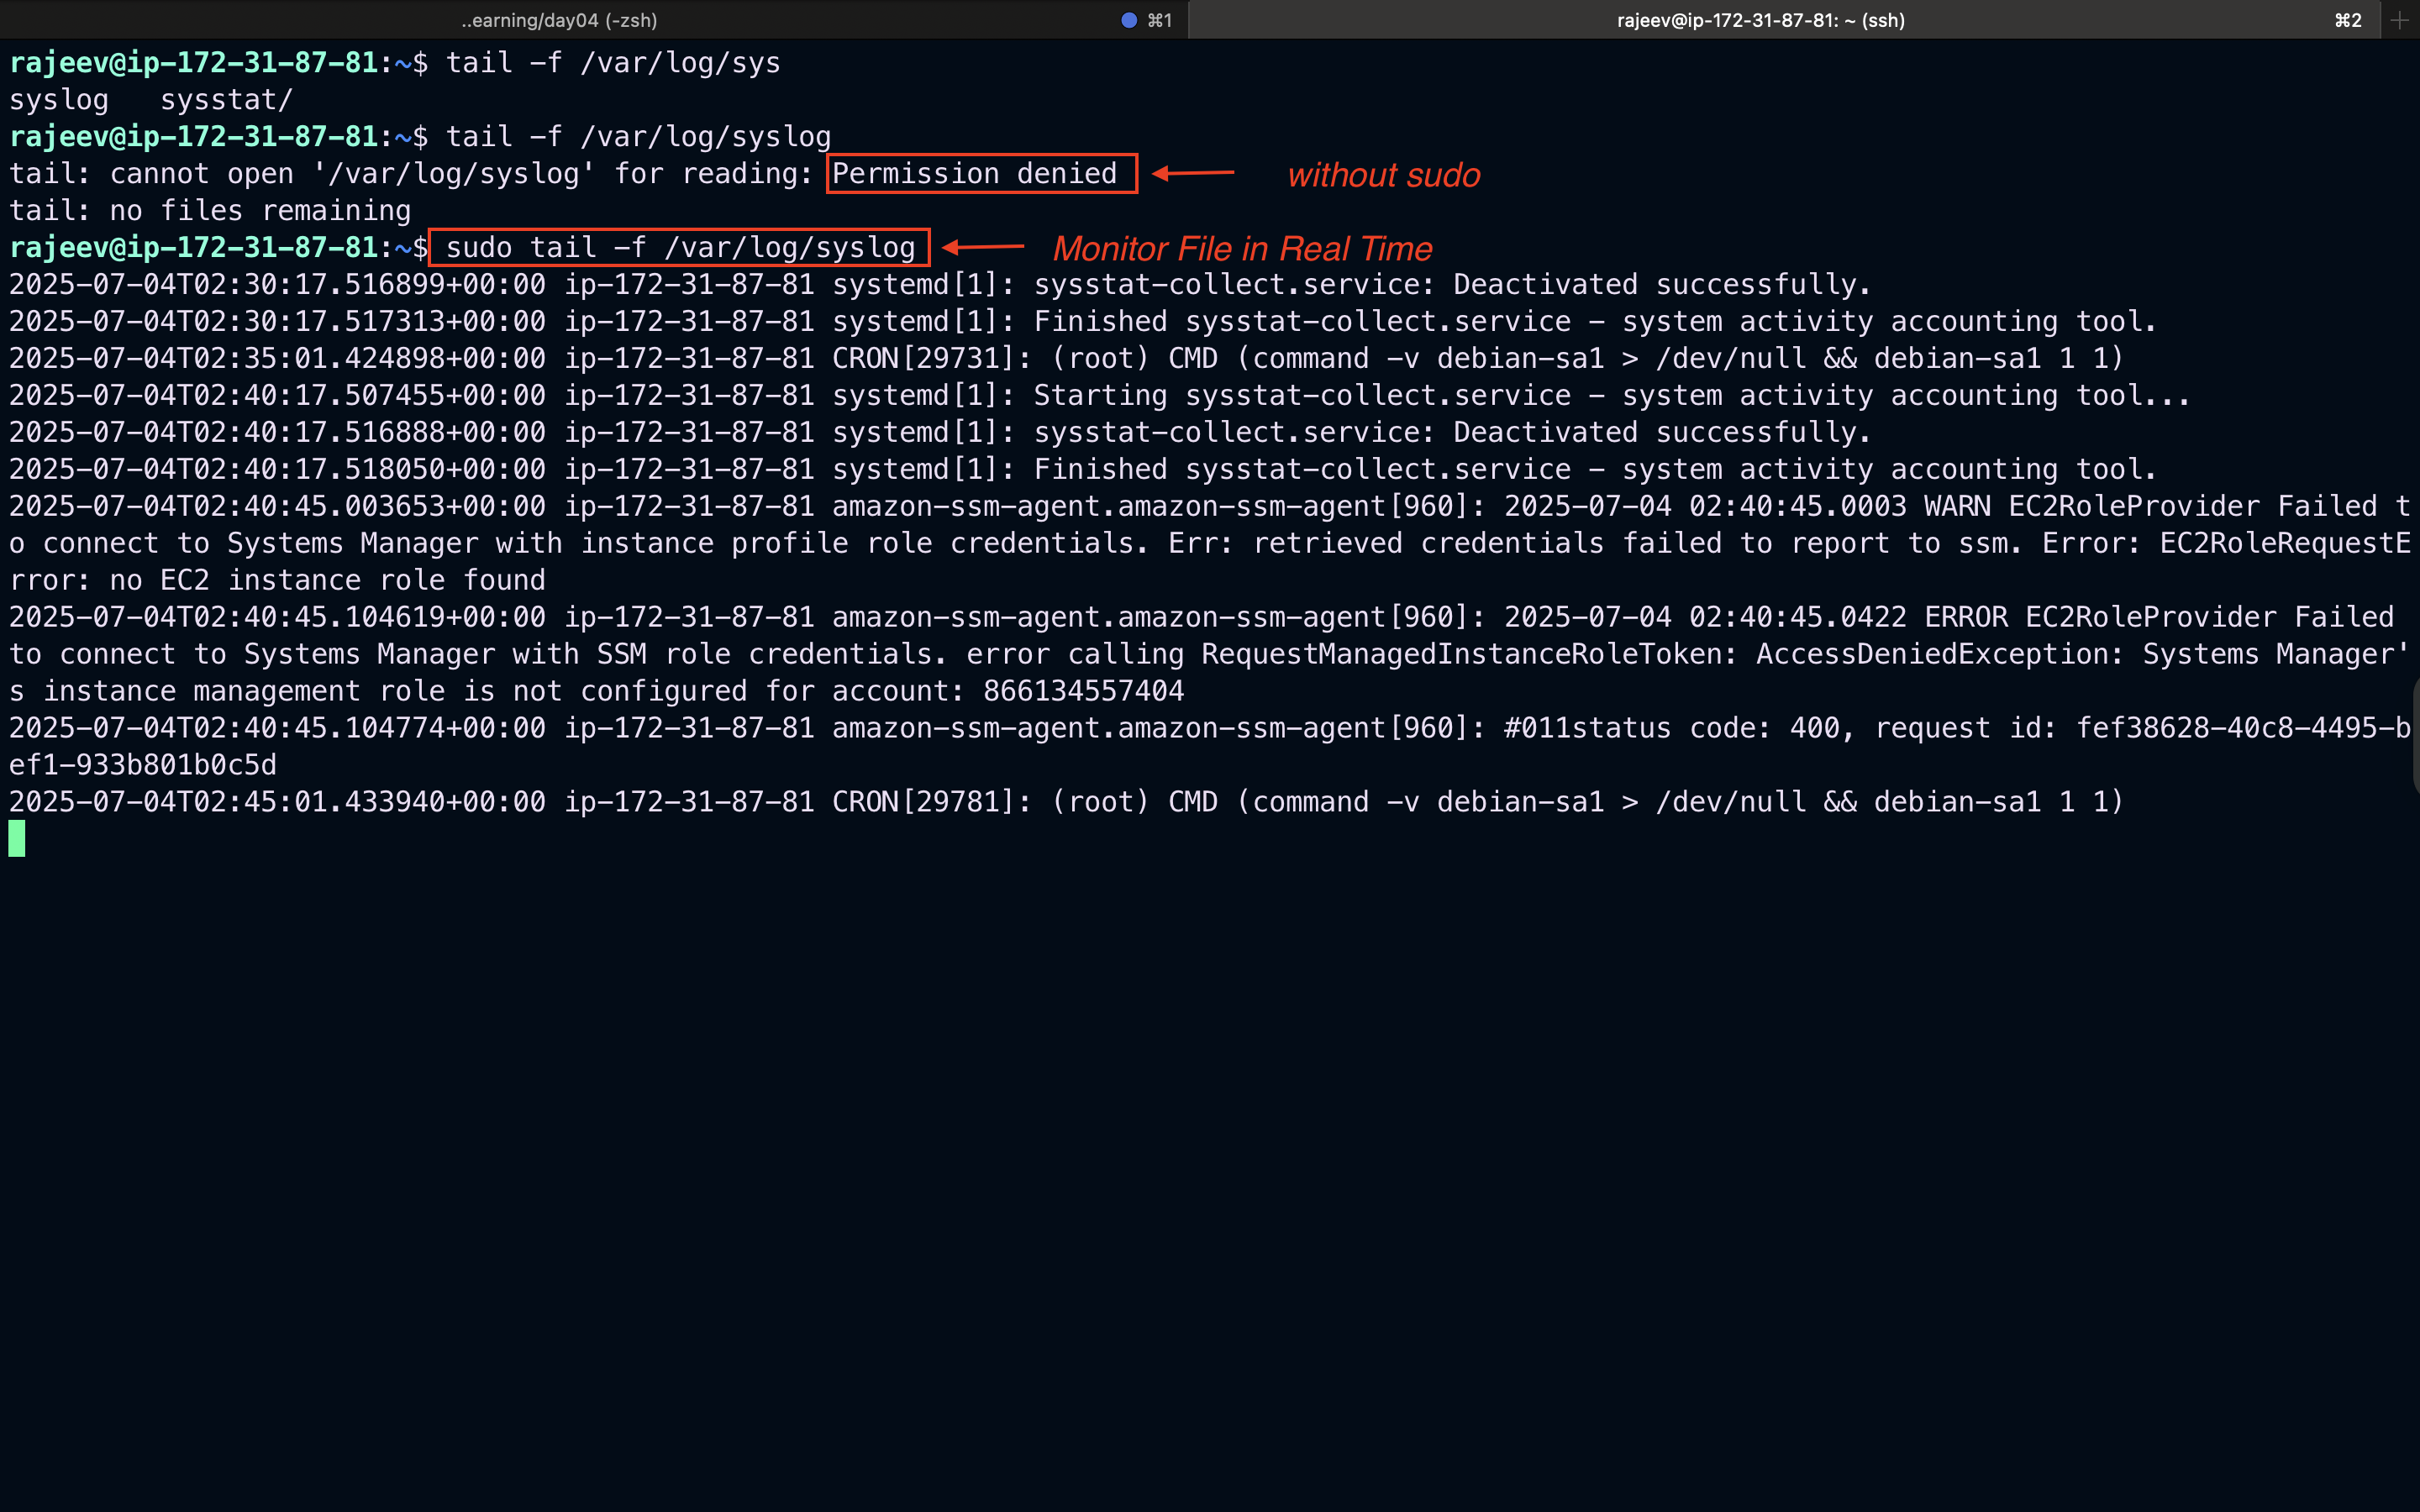 ..earning/day04 (-zsh) ⌘1 rajeev@ip-172-31-87-81: ~ (ssh) ⌘2 +
rajeev@ip-172-31-87-81:~$ tail -f /var/log/sys
syslog   sysstat/
rajeev@ip-172-31-87-81:~$ tail -f /var/log/syslog
tail: cannot open '/var/log/syslog' for reading: Permission denied without sudo
tail: no files remaining
rajeev@ip-172-31-87-81:~$ sudo tail -f /var/log/syslog Monitor File in Real Time
2025-07-04T02:30:17.516899+00:00 ip-172-31-87-81 systemd[1]: sysstat-collect.service: Deactivated successfully.
2025-07-04T02:30:17.517313+00:00 ip-172-31-87-81 systemd[1]: Finished sysstat-collect.service - system activity accounting tool.
2025-07-04T02:35:01.424898+00:00 ip-172-31-87-81 CRON[29731]: (root) CMD (command -v debian-sa1 > /dev/null && debian-sa1 1 1)
2025-07-04T02:40:17.507455+00:00 ip-172-31-87-81 systemd[1]: Starting sysstat-collect.service - system activity accounting tool...
2025-07-04T02:40:17.516888+00:00 ip-172-31-87-81 systemd[1]: sysstat-collect.service: Deactivated successfully.
2025-07-04T02:40:17.518050+00:00 ip-172-31-87-81 systemd[1]: Finished sysstat-collect.service - system activity accounting tool.
2025-07-04T02:40:45.003653+00:00 ip-172-31-87-81 amazon-ssm-agent.amazon-ssm-agent[960]: 2025-07-04 02:40:45.0003 WARN EC2RoleProvider Failed t
o connect to Systems Manager with instance profile role credentials. Err: retrieved credentials failed to report to ssm. Error: EC2RoleRequestE
rror: no EC2 instance role found
2025-07-04T02:40:45.104619+00:00 ip-172-31-87-81 amazon-ssm-agent.amazon-ssm-agent[960]: 2025-07-04 02:40:45.0422 ERROR EC2RoleProvider Failed
to connect to Systems Manager with SSM role credentials. error calling RequestManagedInstanceRoleToken: AccessDeniedException: Systems Manager'
s instance management role is not configured for account: 866134557404
2025-07-04T02:40:45.104774+00:00 ip-172-31-87-81 amazon-ssm-agent.amazon-ssm-agent[960]: #011status code: 400, request id: fef38628-40c8-4495-b
ef1-933b801b0c5d
2025-07-04T02:45:01.433940+00:00 ip-172-31-87-81 CRON[29781]: (root) CMD (command -v debian-sa1 > /dev/null && debian-sa1 1 1)